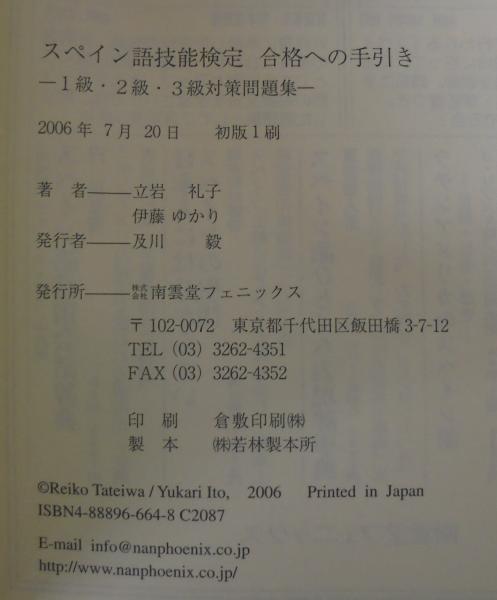 スペイン語技能検定 合格への手引き
―1級・2級・3級対策問題集―
2006年 7月 20日 初版1刷
著 者――立岩 礼子
伊藤 ゆかり
発行者――及川 毅
発行所――株式会社南雲堂フェニックス
〒102-0072 東京都千代田区飯田橋3-7-12
TEL (03) 3262-4351
FAX (03) 3262-4352
印 刷 倉敷印刷㈱
製 本 ㈱若林製本所
©Reiko Tateiwa / Yukari Ito, 2006 Printed in Japan
ISBN4-88896-664-8 C2087
E-mail info@nanphoenix.co.jp
http://www.nanphoenix.co.jp/